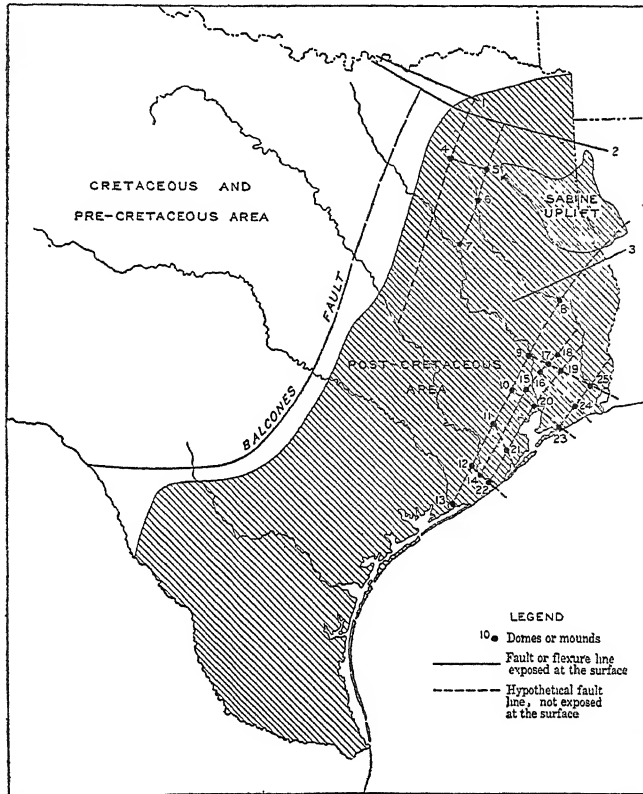 1
2
4
5
6
CRETACEOUS AND
PRE-CRETACEOUS AREA
SABINE
UPLIFT
3
7
8
BALCONES FAULT
POST-CRETACEOUS
AREA
9
17
18
10
15
16
19
25
20
24
11
23
21
12
14
22
13
LEGEND
10 Domes or mounds
Fault or flexure line
exposed at the surface
Hypothetical fault
line, not exposed
at the surface